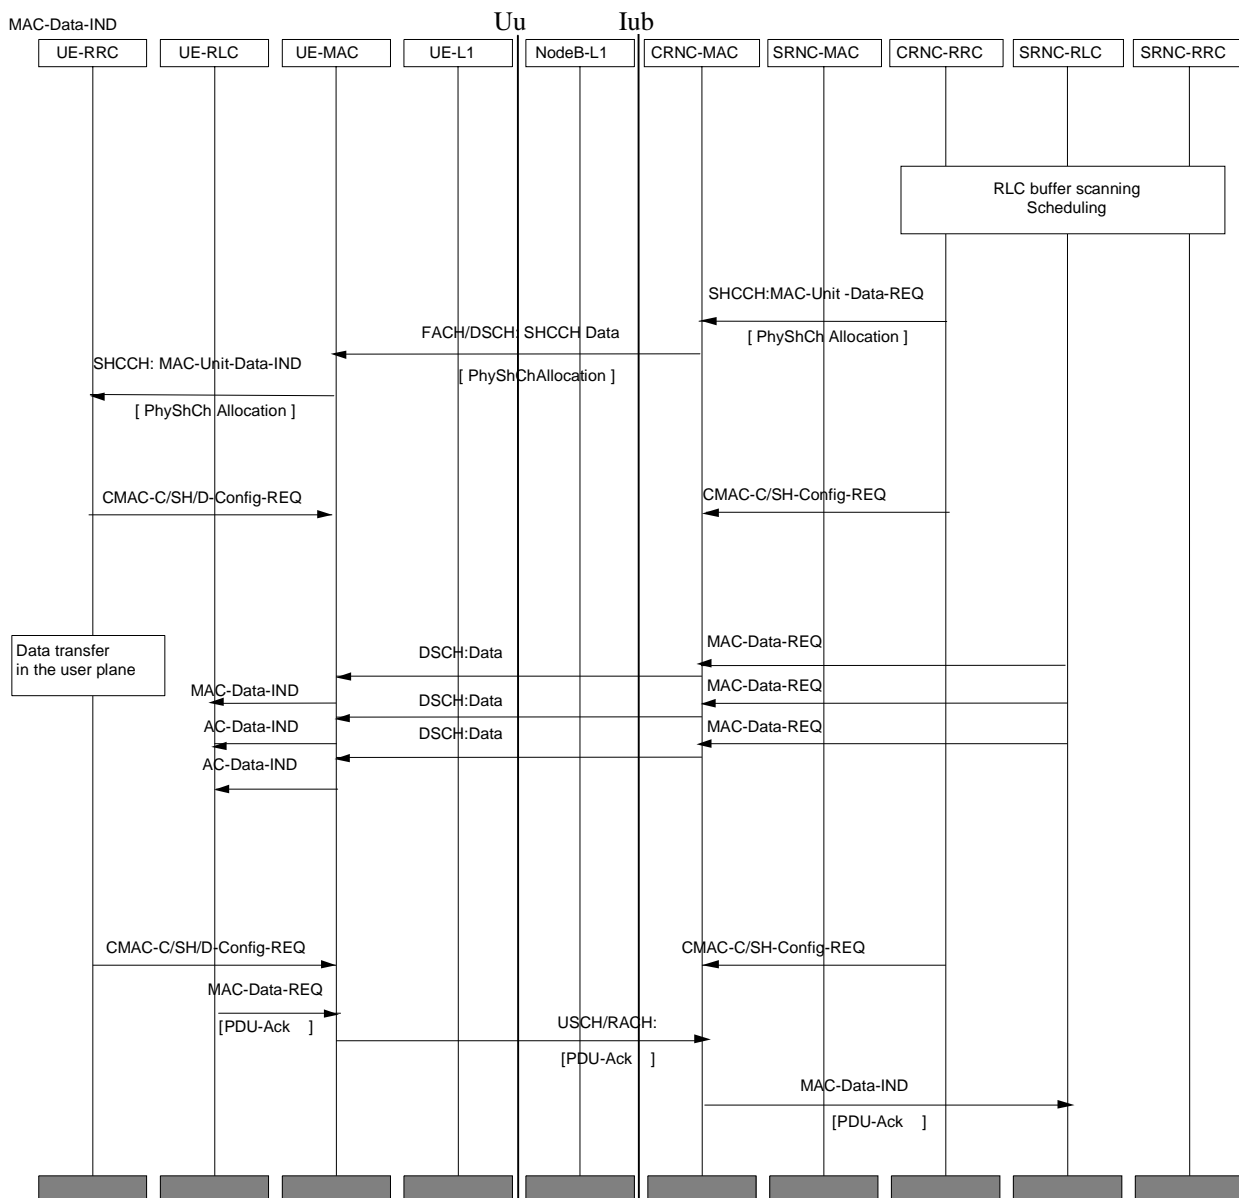 Uu Iub
MAC-Data-IND
UE-RRC UE-RLC UE-MAC UE-L1 NodeB-L1 CRNC-MAC SRNC-MAC CRNC-RRC SRNC-RLC SRNC-RRC
RLC buffer scanning
Scheduling
SHCCH:MAC-Unit -Data-REQ
[ PhyShCh Allocation ]
FACH/DSCH: SHCCH Data
[ PhyShChAllocation ]
SHCCH: MAC-Unit-Data-IND
[ PhyShCh Allocation ]
CMAC-C/SH/D-Config-REQ CMAC-C/SH-Config-REQ
Data transfer
in the user plane
MAC-Data-REQ
DSCH:Data
MAC-Data-IND
MAC-Data-REQ
DSCH:Data
AC-Data-IND
MAC-Data-REQ
DSCH:Data
AC-Data-IND
CMAC-C/SH/D-Config-REQ CMAC-C/SH-Config-REQ
MAC-Data-REQ
[PDU-Ack ]
USCH/RACH:
[PDU-Ack ]
MAC-Data-IND
[PDU-Ack ]